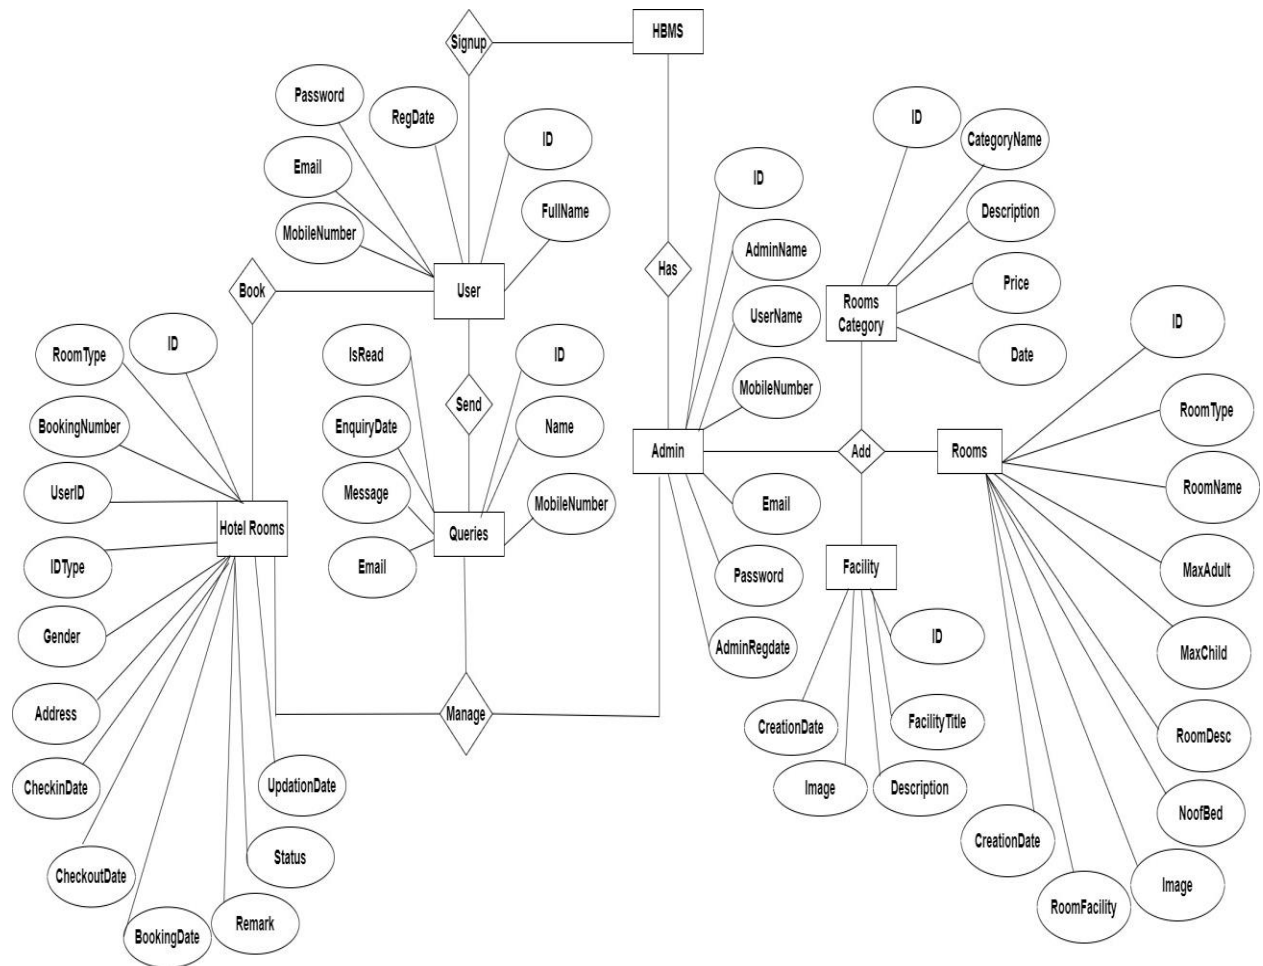 HBMS
Signup
Password
RegDate
ID
Email
FullName
MobileNumber
User
Book
ID
CategoryName
ID
Description
AdminName
Has
Price
Rooms
Category
UserName
Date
ID
RoomType
ID
IsRead
ID
MobileNumber
RoomType
BookingNumber
EnquiryDate
Send
Name
Admin
Add
Rooms
UserID
Message
MobileNumber
Email
RoomName
Hotel Rooms
Queries
IDType
Email
Facility
Password
MaxAdult
Gender
AdminRegdate
ID
MaxChild
Address
Manage
CreationDate
FacilityTitle
RoomDesc
CheckinDate
UpdationDate
Image
Description
NoofBed
CreationDate
Status
CheckoutDate
Image
RoomFacility
Remark
BookingDate